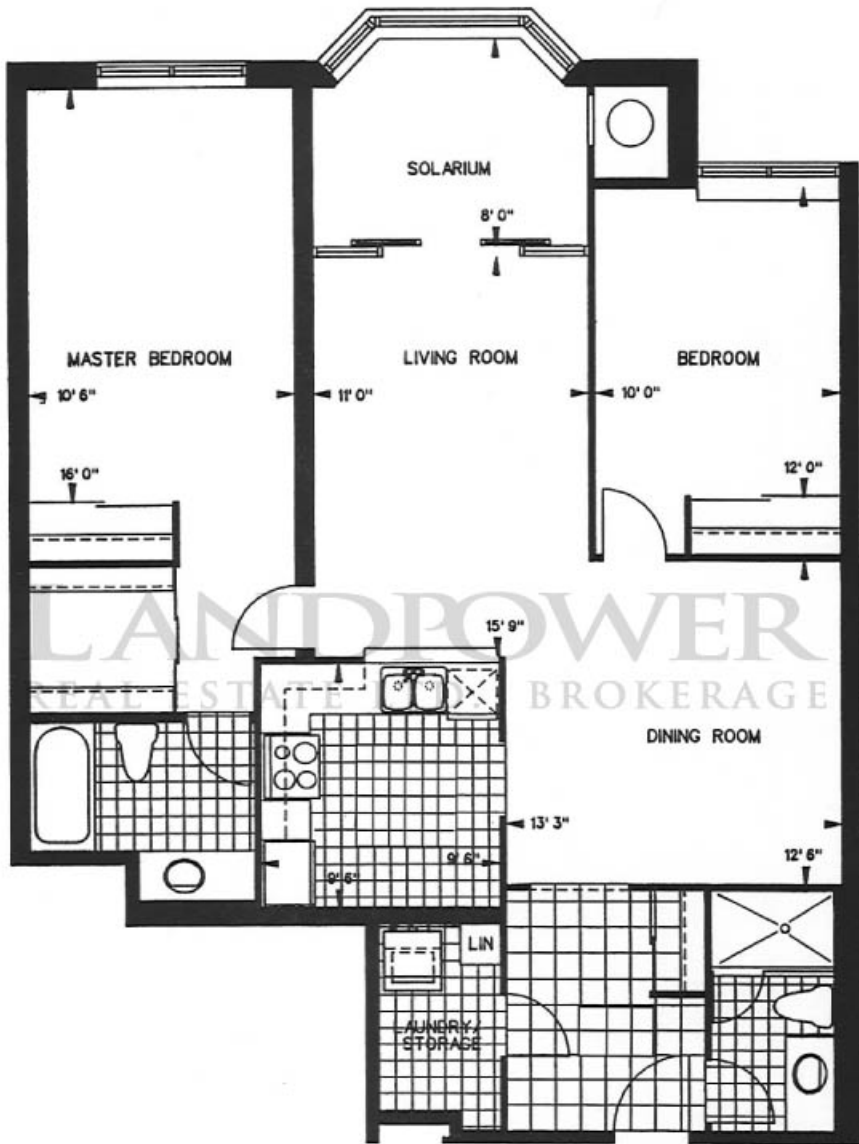 SOLARIUM
8'0"
MASTER BEDROOM
LIVING ROOM
BEDROOM
10'6"
11'0"
10'0"
16'0"
12'0"
LANDPOWER
15'9"
REAL ESTATE LTD. BROKERAGE
DINING ROOM
13'3"
9'6"
9'6"
12'6"
LIN
LAUNDRY/
STORAGE